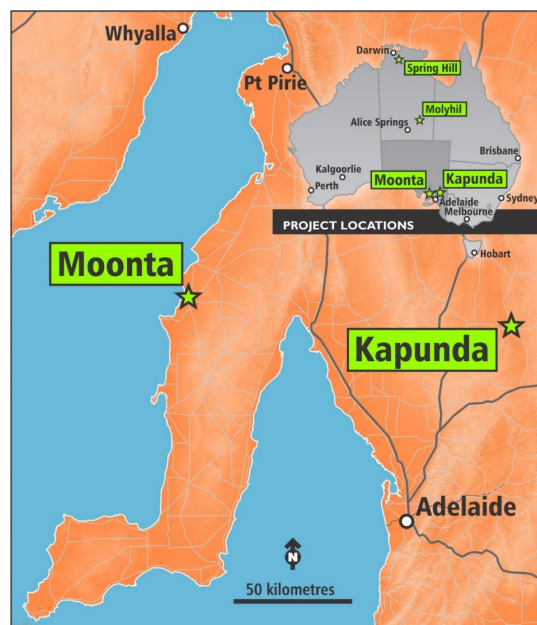 Whyalla
Pt Pirie
Darwin
Spring Hill
Molyhil
Alice Springs
Brisbane
Kalgoorlie
Perth
Moonta
Kapunda
Adelaide
Sydney
Melbourne
PROJECT LOCATIONS
Hobart
Moonta
Kapunda
Adelaide
N
50 kilometres